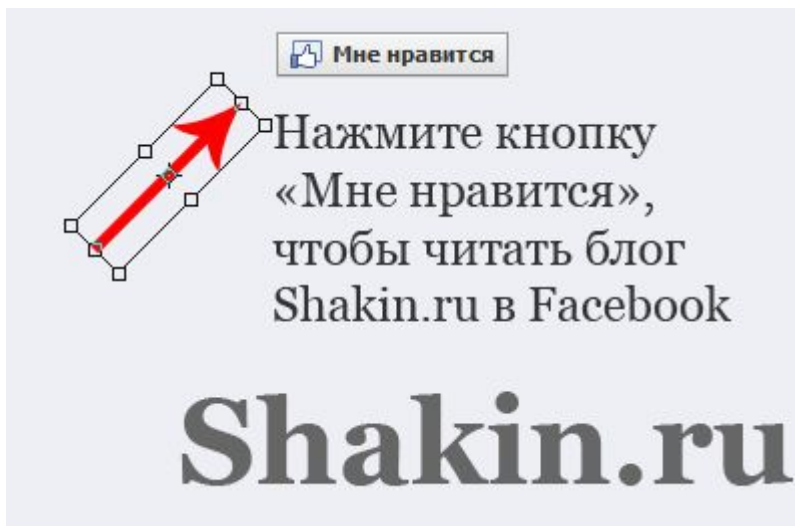 Мне нравится
Нажмите кнопку
«Мне нравится»,
чтобы читать блог
Shakin.ru в Facebook
Shakin.ru